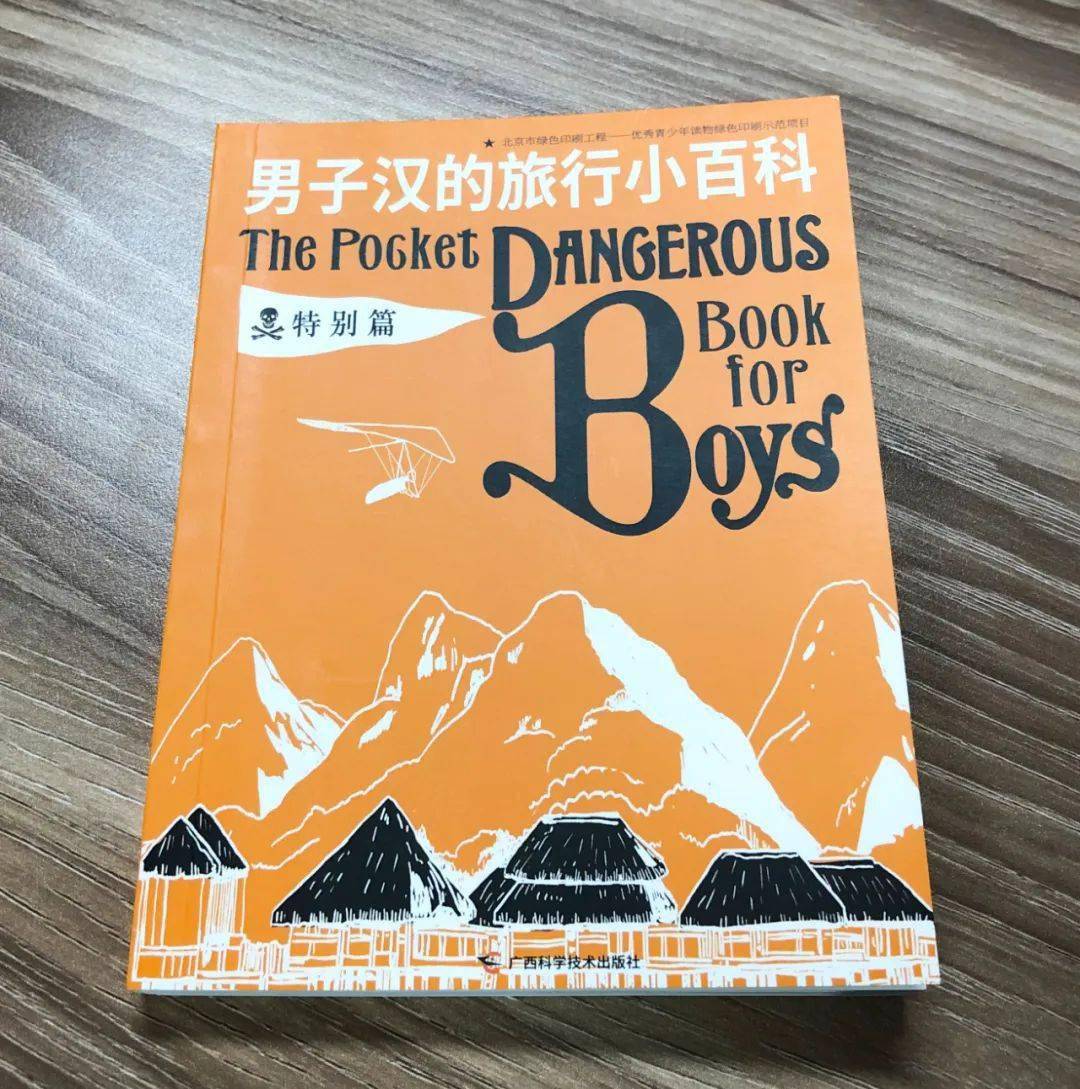 ★ 北京市绿色印刷工程——优秀青少年读物绿色印刷示范项目
男子汉的旅行小百科
The Pocket DANGEROUS
Book
for
Boys
特别篇
广西科学技术出版社